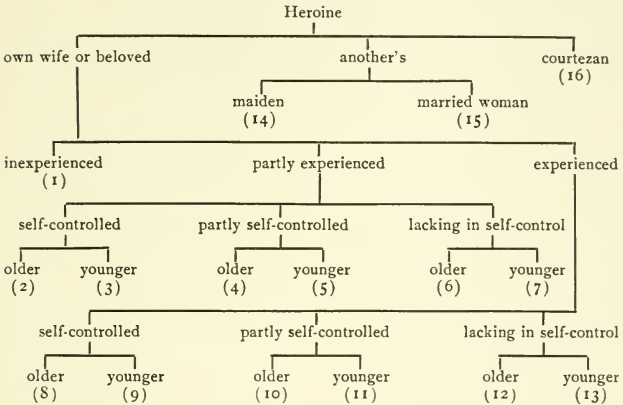 Heroine
own wife or beloved another's courtezan
(16)
maiden married woman
(14) (15)
inexperienced partly experienced experienced
(1)
self-controlled partly self-controlled lacking in self-control
older younger older younger older younger
(2) (3) (4) (5) (6) (7)
self-controlled partly self-controlled lacking in self-control
older younger older younger older younger
(8) (9) (10) (11) (12) (13)